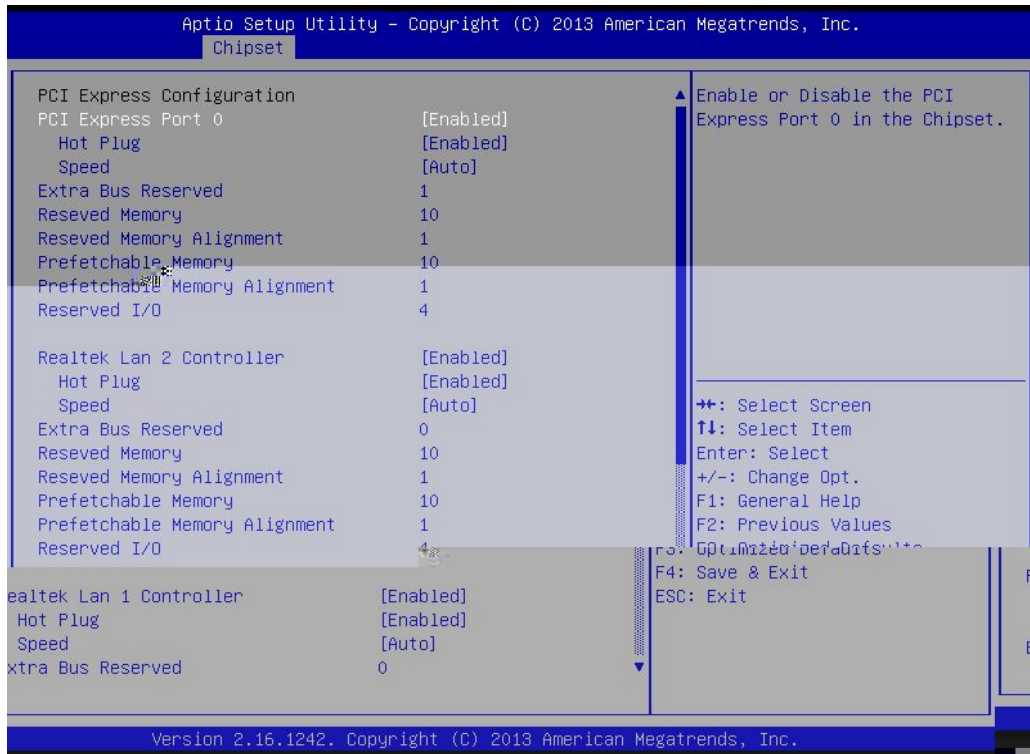 Aptio Setup Utility – Copyright (C) 2013 American Megatrends, Inc.
Chipset
PCI Express Configuration
PCI Express Port 0 [Enabled]
Hot Plug [Enabled]
Speed [Auto]
Extra Bus Reserved 1
Reseved Memory 10
Reseved Memory Alignment 1
Prefetchable Memory 10
Prefetchable Memory Alignment 1
Reserved I/O 4
Realtek Lan 2 Controller [Enabled]
Hot Plug [Enabled]
Speed [Auto]
Extra Bus Reserved 0
Reseved Memory 10
Reseved Memory Alignment 1
Prefetchable Memory 10
Prefetchable Memory Alignment 1
Reserved I/O 4
ealtek Lan 1 Controller [Enabled]
Hot Plug [Enabled]
Speed [Auto]
xtra Bus Reserved 0
Enable or Disable the PCI
Express Port 0 in the Chipset.
→←: Select Screen
↑↓: Select Item
Enter: Select
+/-: Change Opt.
F1: General Help
F2: Previous Values
F4: Save & Exit
ESC: Exit
Version 2.16.1242. Copyright (C) 2013 American Megatrends, Inc.